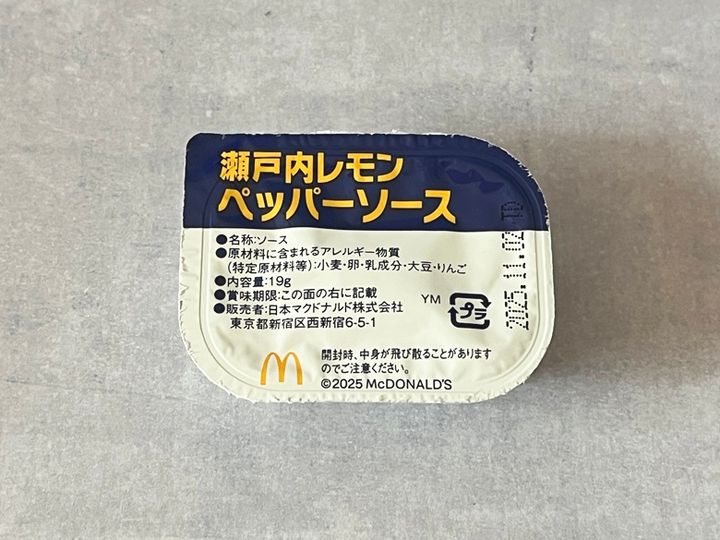 瀬戸内レモン
ペッパーソース
●名称:ソース
●原材料に含まれるアレルギー物質
(特定原材料等):小麦・卵・乳成分・大豆・りんご
●内容量:19g
●賞味期限:この面の右に記載
●販売者:日本マクドナルド株式会社
東京都新宿区西新宿6-5-1
YM
プラ
2025.11.02 TD
開封時、中身が飛び散ることがあります
のでご注意ください。
©2025 McDONALD'S